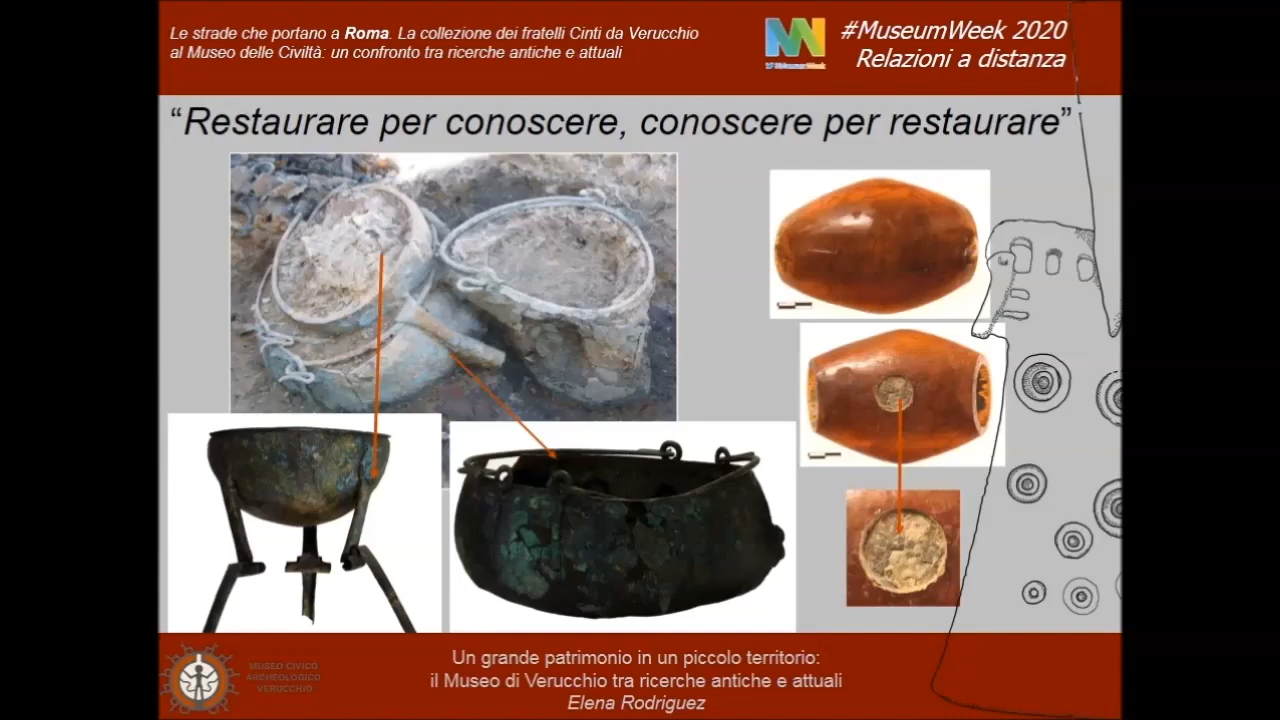 Le strade che portano a Roma. La collezione dei fratelli Cinti da Verucchio
al Museo delle Civiltà: un confronto tra ricerche antiche e attuali
#MuseumWeek 2020
Relazioni a distanza
“Restaurare per conoscere, conoscere per restaurare”
MUSEO CIVICO
ARCHEOLOGICO
VERUCCHIO
Un grande patrimonio in un piccolo territorio:
il Museo di Verucchio tra ricerche antiche e attuali
Elena Rodriguez